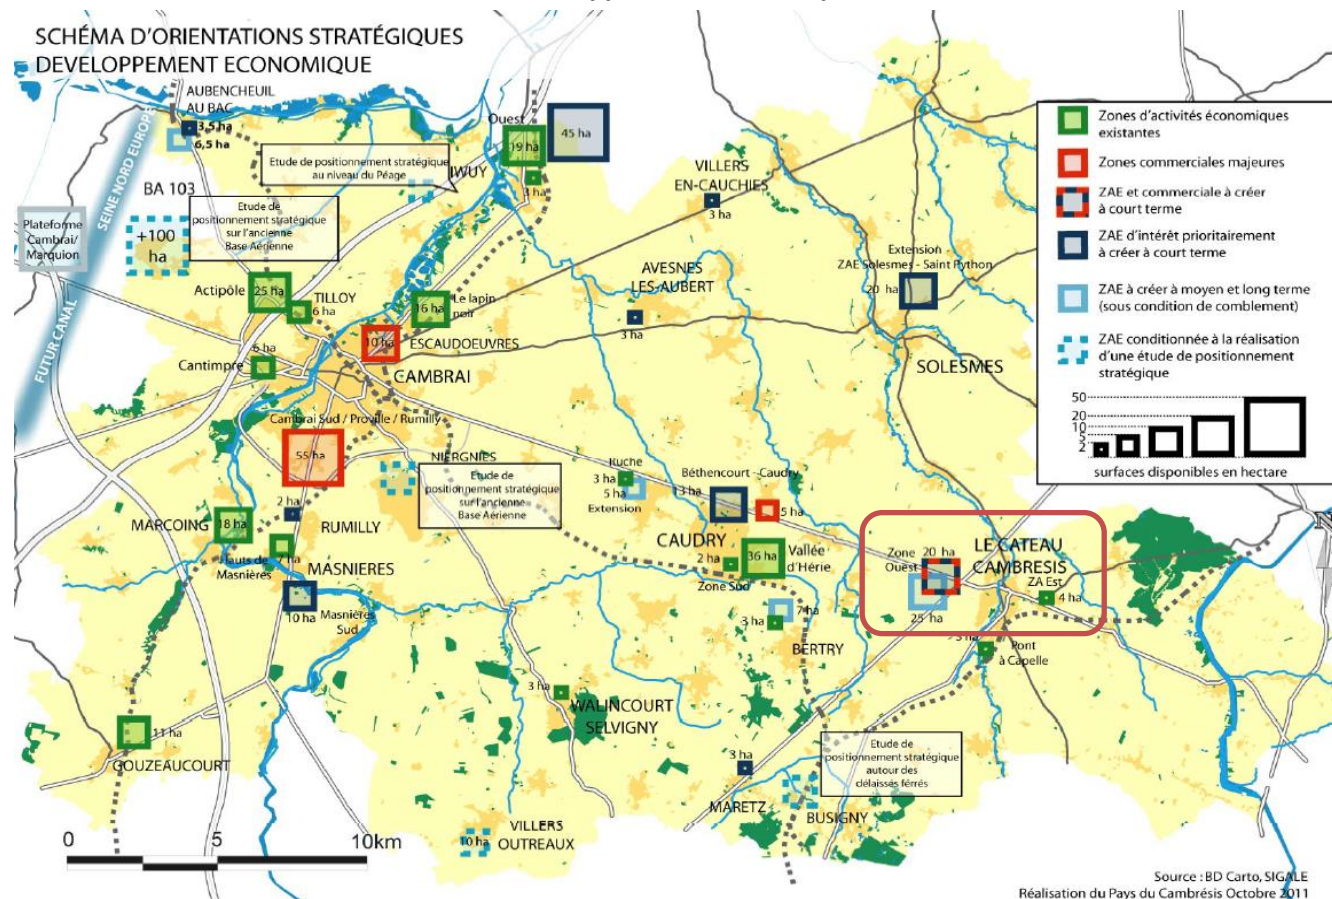 SCHÉMA D'ORIENTATIONS STRATÉGIQUES
DEVELOPPEMENT ECONOMIQUE
AUBENCHEUIL
AU BAC
3,5 ha
6,5 ha
SEINE NORD EUROPE
FUTUR CANAL
Plateforme
Cambrai/
Marquion
BA 103
+100
ha
Etude de positionnement stratégique
au niveau du Péage
Etude de
positionnement stratégique
sur l'ancienne
Base Aérienne
Ouest
19 ha
45 ha
IWUY
3 ha
VILLERS
EN-CAUCHIES
3 ha
Extension
ZAE Solesmes - Saint Python
20 ha
SOLESMES
AVESNES
LES-AUBERT
3 ha
Actipôle
25 ha
TILLOY
6 ha
16 ha
Le lapin
noir
10 ha
ESCAUDOEUVRES
6 ha
Cantimpre
CAMBRAI
Cambrai Sud / Proville / Rumilly
55 ha
NIERGNIES
Etude de
positionnement stratégique
sur l'ancienne
Base Aérienne
Ruche
3 ha
5 ha
Extension
Béthencourt - Caudry
13 ha
5 ha
CAUDRY
2 ha
36 ha
Vallée
d'Hérie
Zone Sud
2 ha
MARCOING
18 ha
RUMILLY
Hauts de
Masnières
7 ha
MASNIERES
10 ha
Masnières
Sud
7 ha
3 ha
BERTRY
Zone
Ouest
20 ha
25 ha
LE CATEAU
CAMBRESIS
ZA Est
4 ha
3 ha
Pont
à Capelle
3 ha
WALINCOURT
SELVIGNY
11 ha
GOUZEAUCOURT
3 ha
MARETZ
Etude de
positionnement stratégique
autour des
délaissés férrés
BUSIGNY
10 ha
VILLERS
OUTREAUX
0 5 10km
Zones d'activités économiques
existantes
Zones commerciales majeures
ZAE et commerciale à créer
à court terme
ZAE d'intérêt prioritairement
à créer à court terme
ZAE à créer à moyen et long terme
(sous condition de comblement)
ZAE conditionnée à la réalisation
d'une étude de positionnement
stratégique
50
20
10
5
2
surfaces disponibles en hectare
N
Source : BD Carto, SIGALE
Réalisation du Pays du Cambrésis Octobre 2011